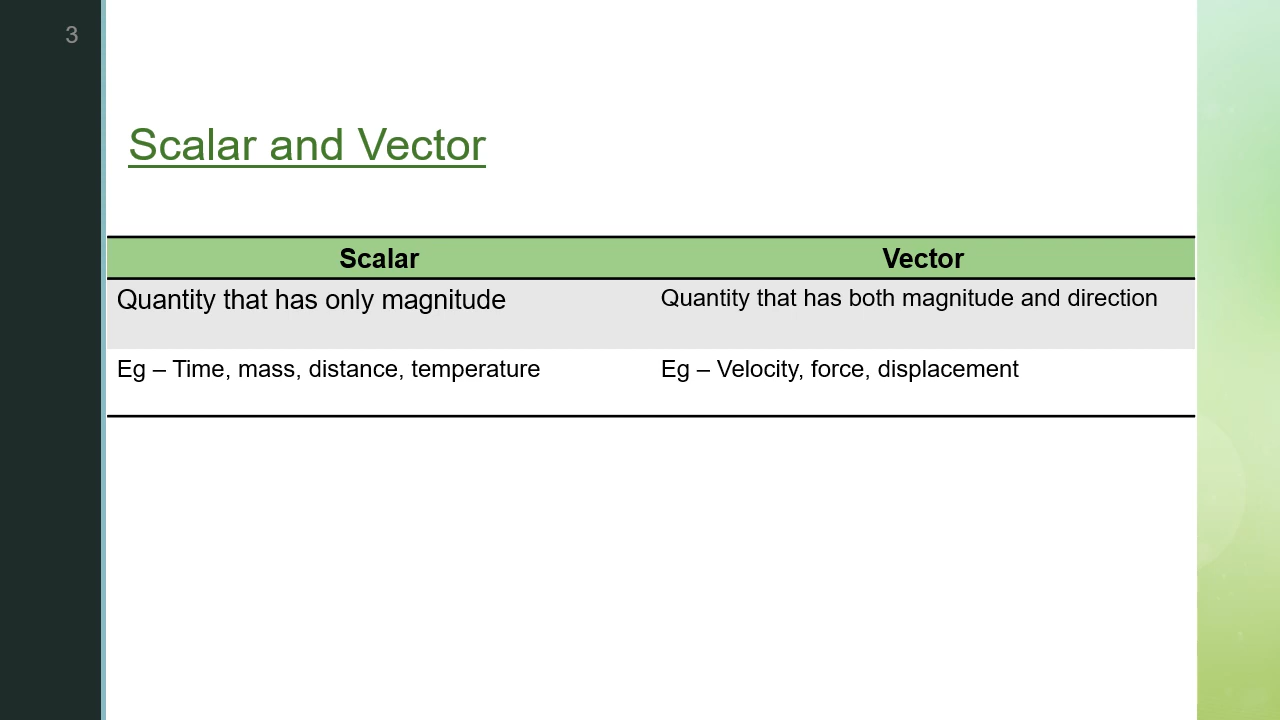 3
Scalar and Vector
Scalar
Vector
Quantity that has only magnitude
Quantity that has both magnitude and direction
Eg – Time, mass, distance, temperature
Eg – Velocity, force, displacement